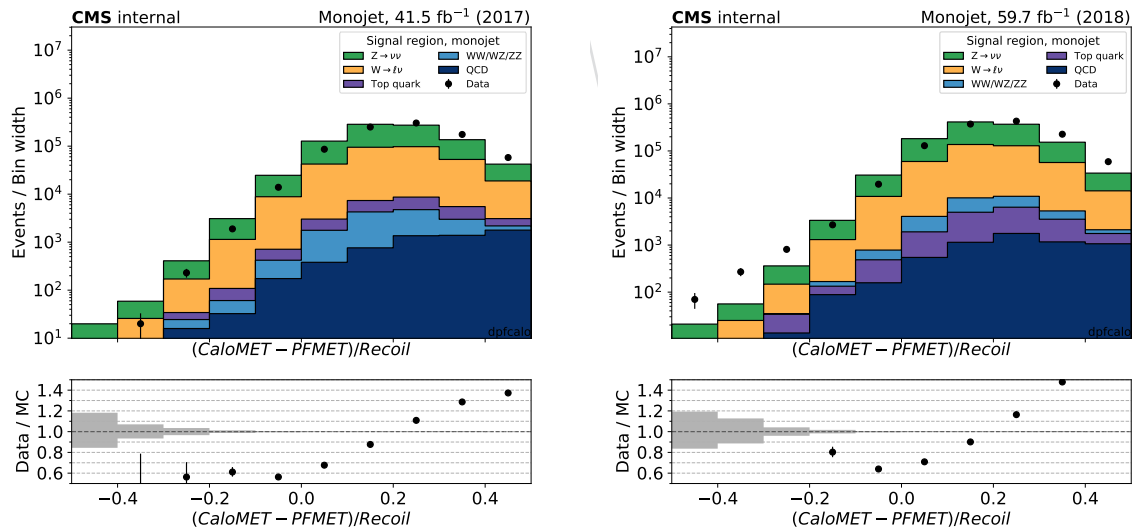 CMS internal
Monojet, 41.5 fb⁻¹ (2017)
Signal region, monojet
Z → νν
W → ℓν
Top quark
WW/WZ/ZZ
QCD
Data
Events / Bin width
10⁷
10⁶
10⁵
10⁴
10³
10²
10¹
dpfcalo
(CaloMET − PFMET)/Recoil
Data / MC
1.4
1.2
1.0
0.8
0.6
−0.4 −0.2 0.0 0.2 0.4
(CaloMET − PFMET)/Recoil
CMS internal
Monojet, 59.7 fb⁻¹ (2018)
Signal region, monojet
Z → νν
W → ℓν
WW/WZ/ZZ
Top quark
QCD
Data
Events / Bin width
10⁷
10⁶
10⁵
10⁴
10³
10²
dpfcalo
(CaloMET − PFMET)/Recoil
Data / MC
1.4
1.2
1.0
0.8
0.6
−0.4 −0.2 0.0 0.2 0.4
(CaloMET − PFMET)/Recoil